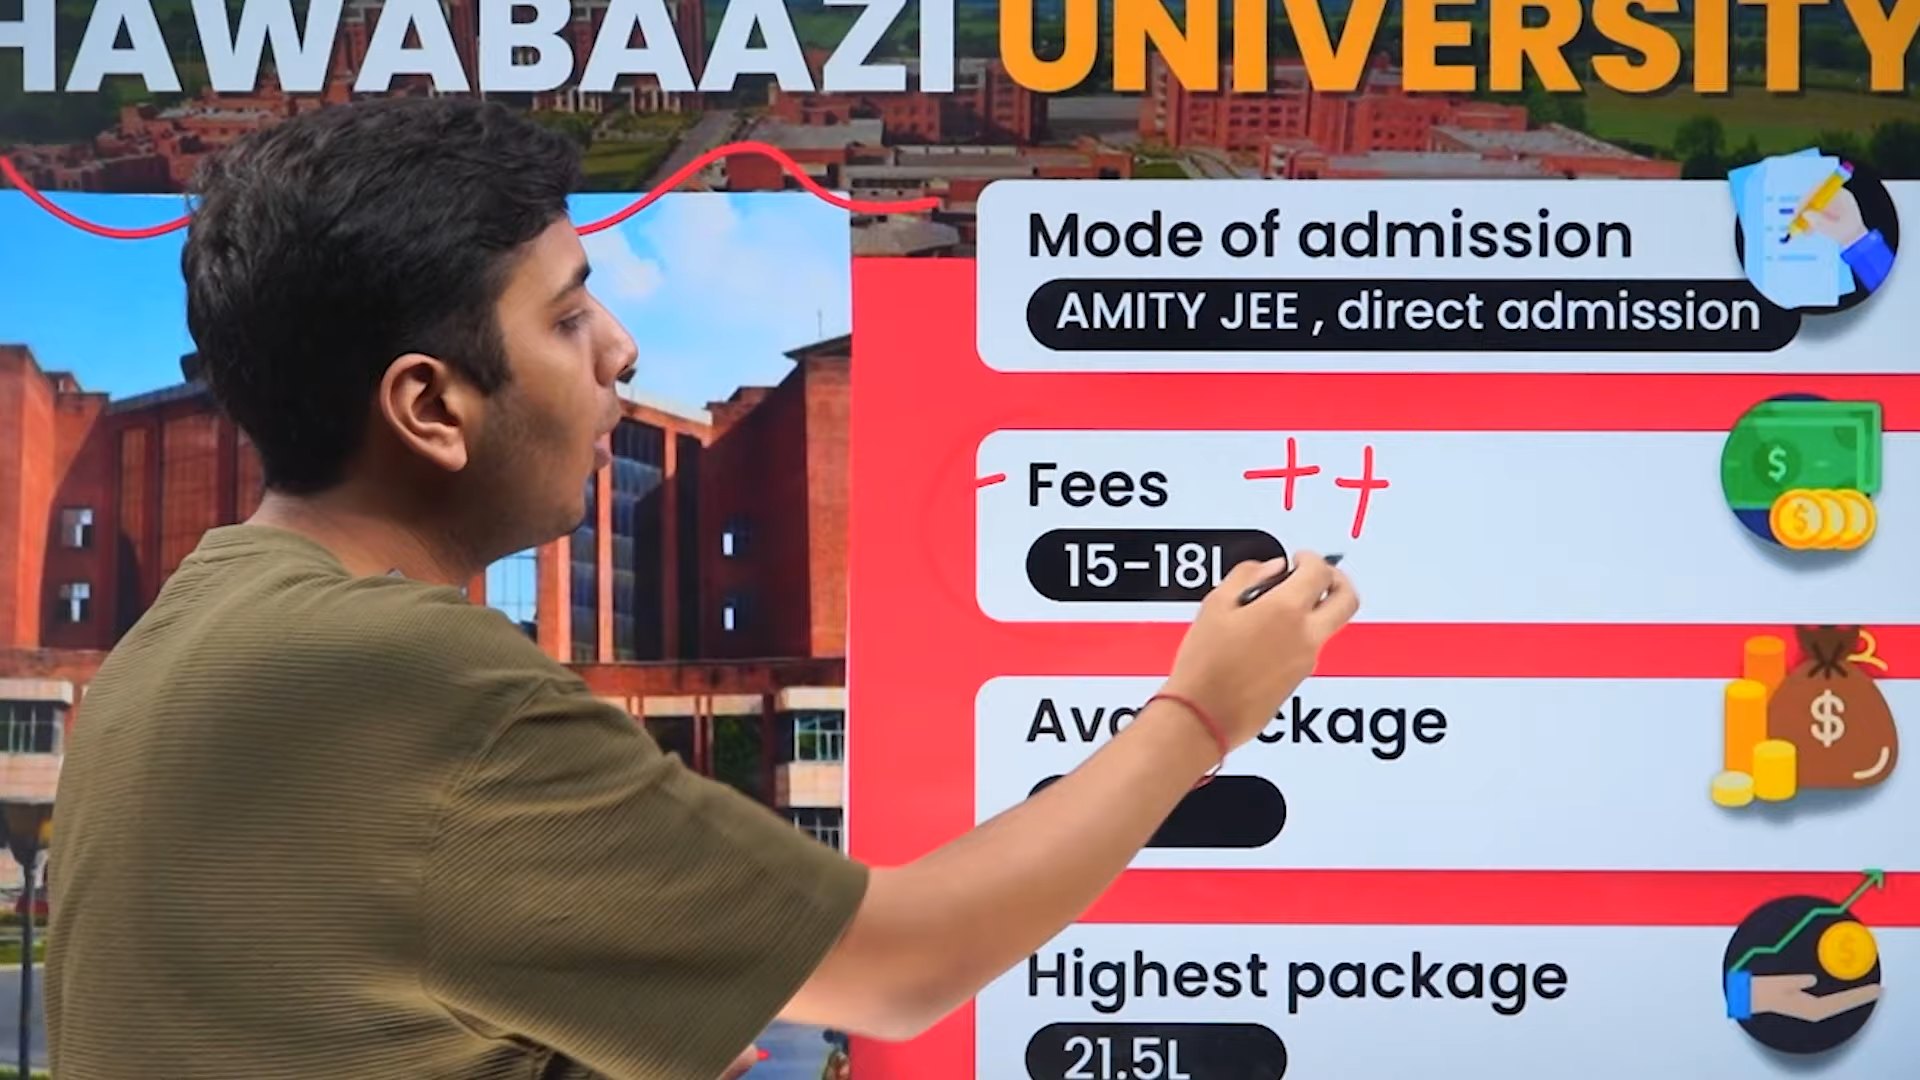 HAWABAAZI UNIVERSITY
Mode of admission
AMITY JEE , direct admission
Fees ++
15-18L
Highest package
21.5L